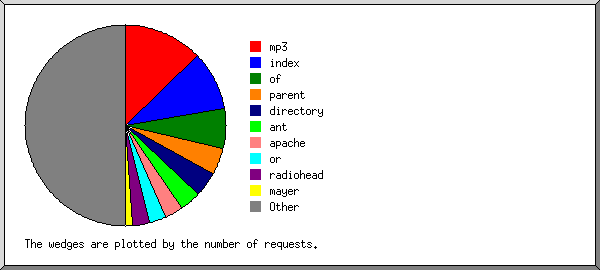 mp3
index
of
parent
directory
ant
apache
or
radiohead
mayer
Other
The wedges are plotted by the number of requests.